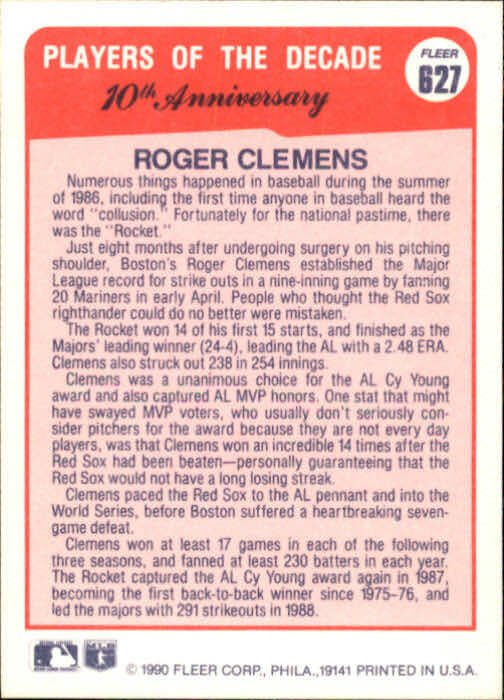 PLAYERS OF THE DECADE
10th Anniversary
FLEER
627
ROGER CLEMENS
Numerous things happened in baseball during the summer
of 1986, including the first time anyone in baseball heard the
word "collusion." Fortunately for the national pastime, there
was the "Rocket."
Just eight months after undergoing surgery on his pitching
shoulder, Boston's Roger Clemens established the Major
League record for strike outs in a nine-inning game by fanning
20 Mariners in early April. People who thought the Red Sox
righthander could do no better were mistaken.
The Rocket won 14 of his first 15 starts, and finished as the
Majors' leading winner (24-4), leading the AL with a 2.48 ERA.
Clemens also struck out 238 in 254 innings.
Clemens was a unanimous choice for the AL Cy Young
award and also captured AL MVP honors. One stat that might
have swayed MVP voters, who usually don't seriously con-
sider pitchers for the award because they are not every day
players, was that Clemens won an incredible 14 times after the
Red Sox had been beaten—personally guaranteeing that the
Red Sox would not have a long losing streak.
Clemens paced the Red Sox to the AL pennant and into the
World Series, before Boston suffered a heartbreaking seven-
game defeat.
Clemens won at least 17 games in each of the following
three seasons, and fanned at least 230 batters in each year.
The Rocket captured the AL Cy Young award again in 1987,
becoming the first back-to-back winner since 1975-76, and
led the majors with 291 strikeouts in 1988.
© 1990 FLEER CORP., PHILA., 19141 PRINTED IN U.S.A.